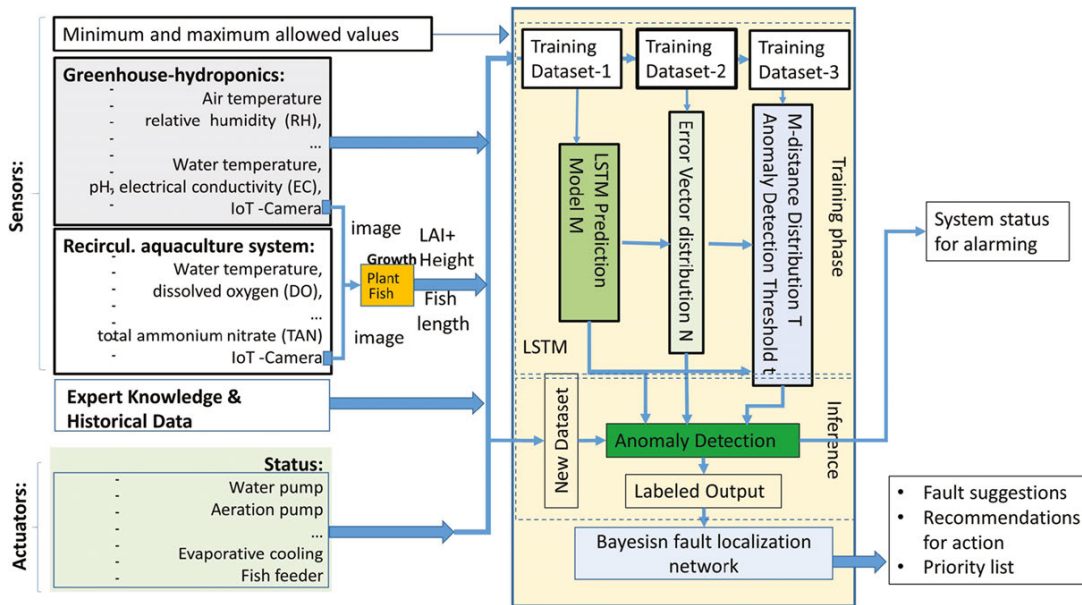 Minimum and maximum allowed values
Sensors:
Greenhouse-hydroponics:
- Air temperature
- relative humidity (RH),
- ...
- Water temperature,
- pH, electrical conductivity (EC),
- IoT -Camera
Recircul. aquaculture system:
- Water temperature,
- dissolved oxygen (DO),
- ...
- total ammonium nitrate (TAN)
- IoT -Camera
image
Growth
Plant
Fish
image
LAI+
Height
Fish
length
Expert Knowledge &
Historical Data
Actuators:
Status:
- Water pump
- Aeration pump
- ...
- Evaporative cooling
- Fish feeder
Training
Dataset-1
Training
Dataset-2
Training
Dataset-3
LSTM Prediction
Model M
Error Vector distribution N
M-distance Distribution T
Anomaly Detection Threshold t
Training phase
LSTM
Inference
New Dataset
Anomaly Detection
Labeled Output
Bayesisn fault localization
network
System status
for alarming
• Fault suggestions
• Recommendations
for action
• Priority list